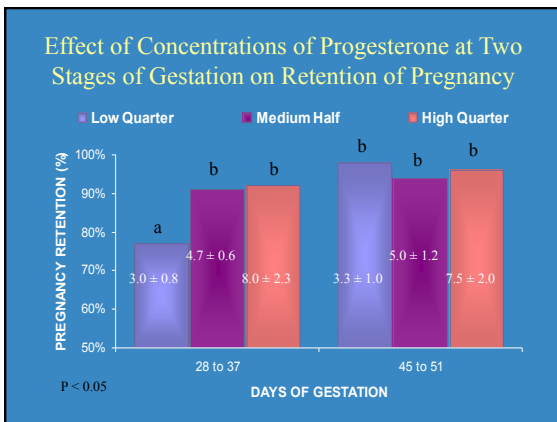 Effect of Concentrations of Progesterone at Two
Stages of Gestation on Retention of Pregnancy
Low Quarter Medium Half High Quarter
PREGNANCY RETENTION (%)
100%
90%
80%
70%
60%
50%
a b b b b b
3.0 ± 0.8 4.7 ± 0.6 8.0 ± 2.3 3.3 ± 1.0 5.0 ± 1.2 7.5 ± 2.0
28 to 37 45 to 51
DAYS OF GESTATION
P < 0.05